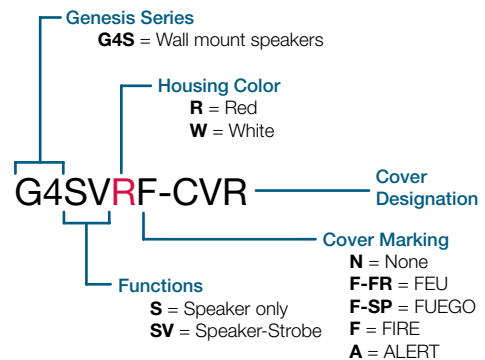 Genesis Series
G4S = Wall mount speakers
Housing Color
R = Red
W = White
G4SVRF-CVR
Cover
Designation
Cover Marking
N = None
F-FR = FEU
F-SP = FUEGO
F = FIRE
A = ALERT
Functions
S = Speaker only
SV = Speaker-Strobe